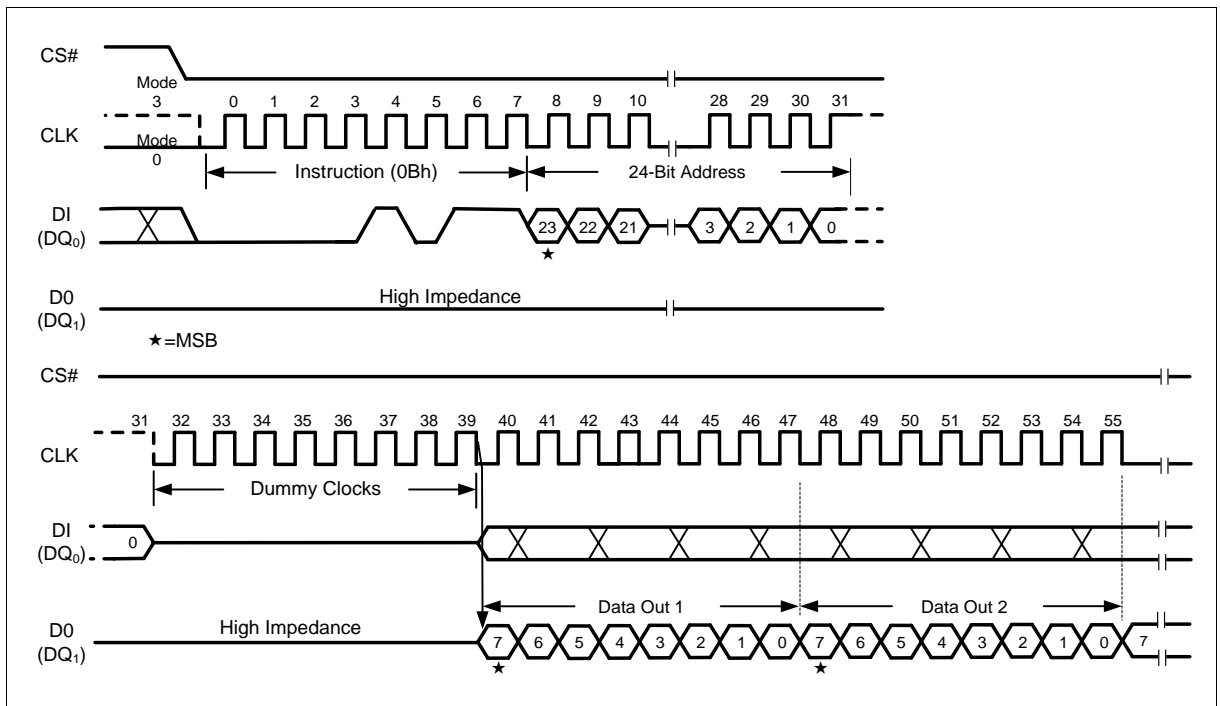 CS#
Mode
3 0 1 2 3 4 5 6 7 8 9 10 28 29 30 31
CLK
Mode
0
Instruction (0Bh) 24-Bit Address
DI
(DQ0) 23 22 21 3 2 1 0
★
D0 High Impedance
(DQ1)
★=MSB
CS#
31 32 33 34 35 36 37 38 39 40 41 42 43 44 45 46 47 48 49 50 51 52 53 54 55
CLK
Dummy Clocks
DI
(DQ0) 0
Data Out 1 Data Out 2
D0 High Impedance
(DQ1) 7 6 5 4 3 2 1 0 7 6 5 4 3 2 1 0 7
★ ★